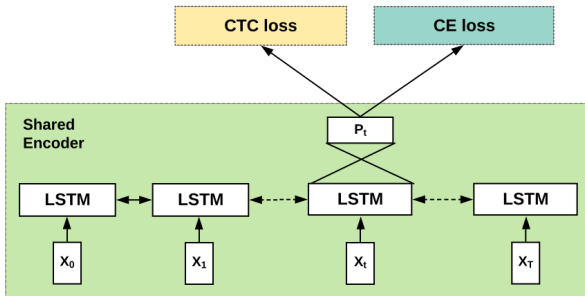 CTC loss
CE loss
Shared
Encoder
Pt
LSTM LSTM LSTM LSTM
X0 X1 Xt XT